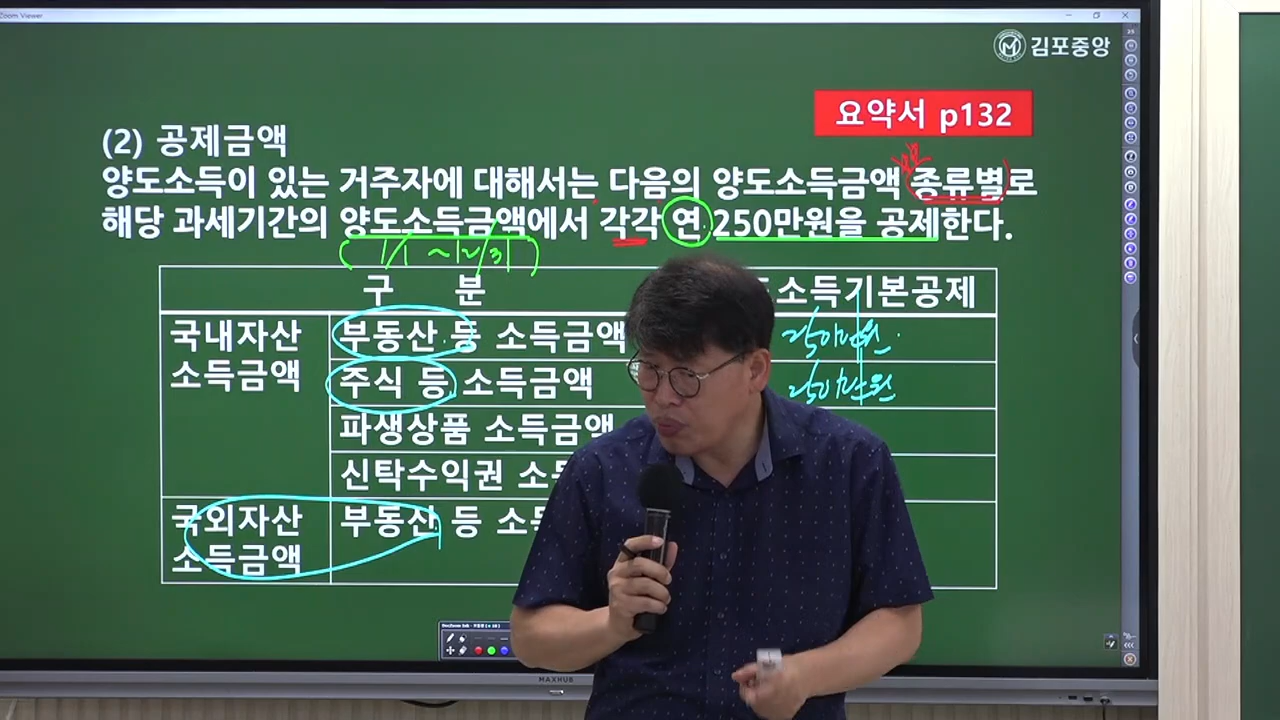 Zoom Viewer
김포중앙
요약서 p132
(2) 공제금액
양도소득이 있는 거주자에 대해서는 다음의 양도소득금액 종류별로
해당 과세기간의 양도소득금액에서 각각 연 250만원을 공제한다.
1/1 ~ 12/31
구 분 소득기본공제
국내자산 소득금액
부동산 등 소득금액
주식 등 소득금액
파생상품 소득금액
신탁수익권 소
국외자산 소득금액
부동산 등 소
MAXHUB